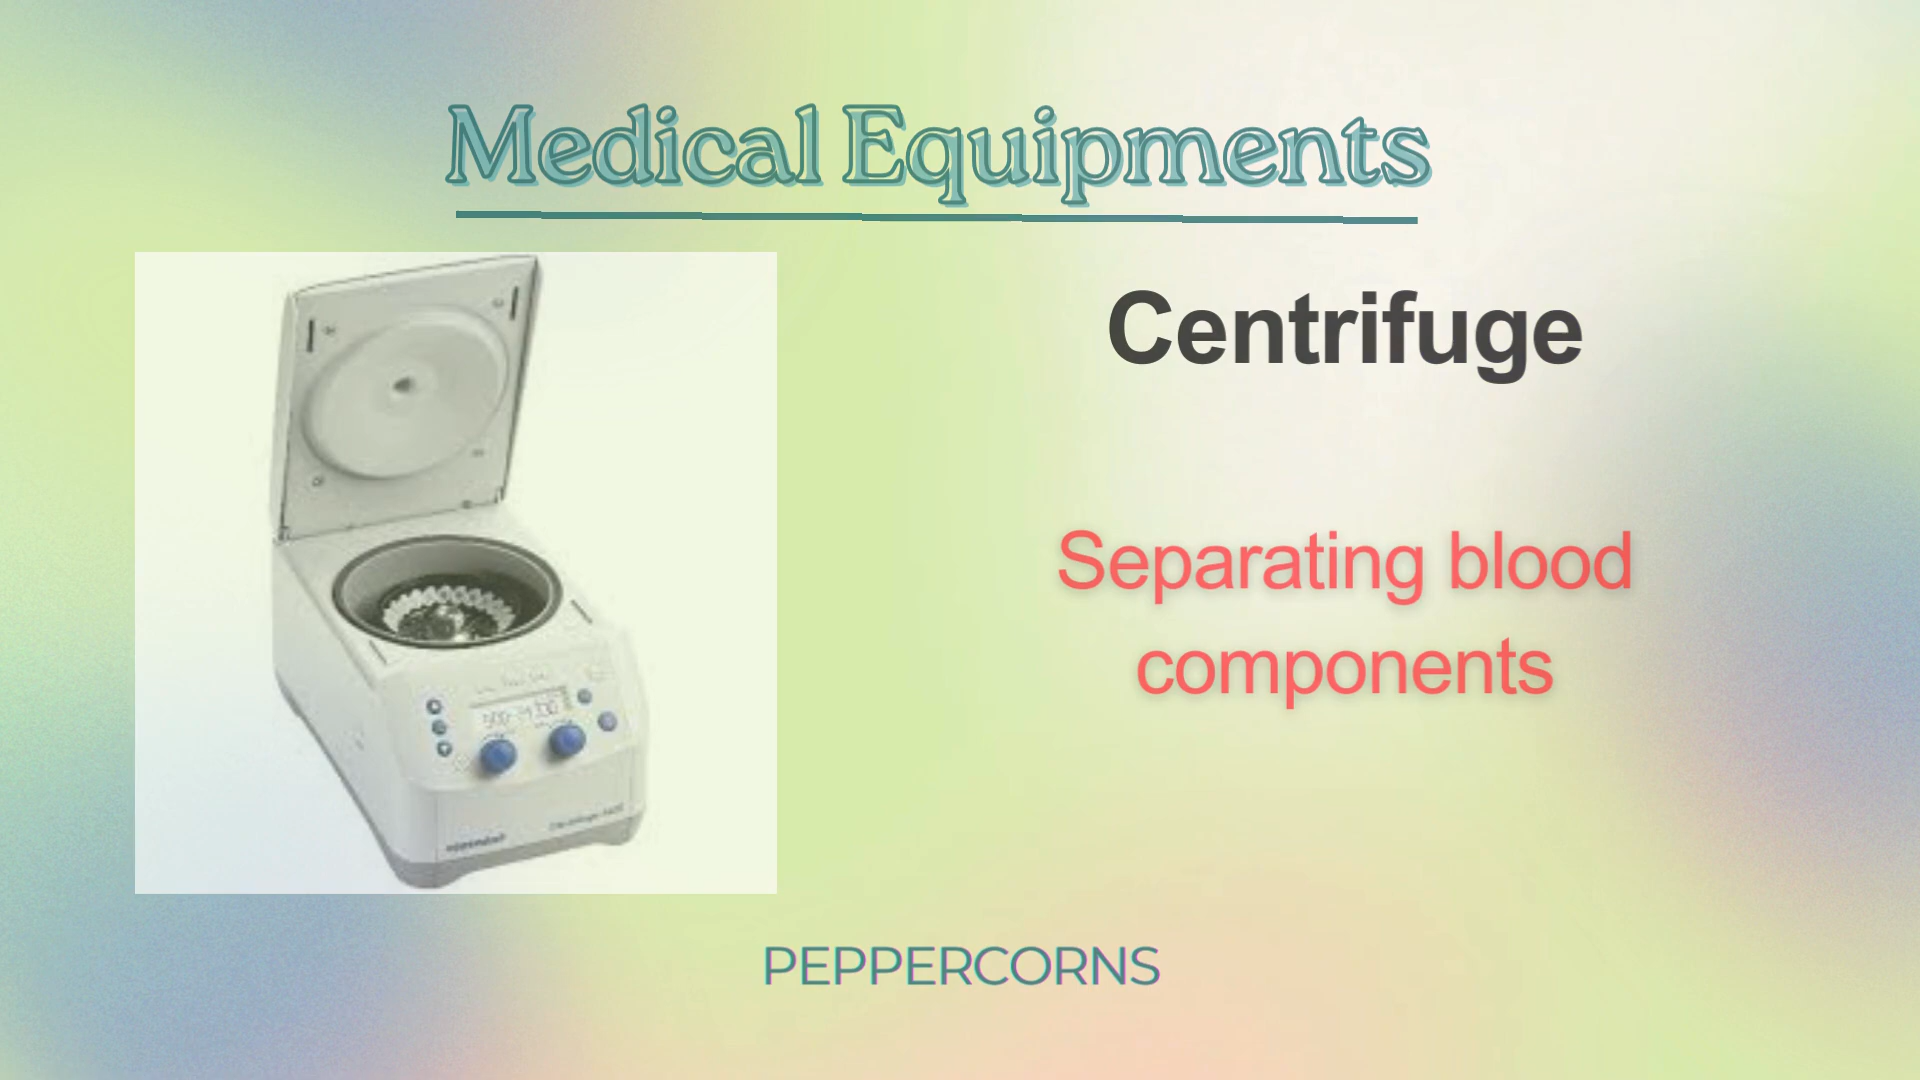 Medical Equipments
Centrifuge
Separating blood
components
PEPPERCORNS